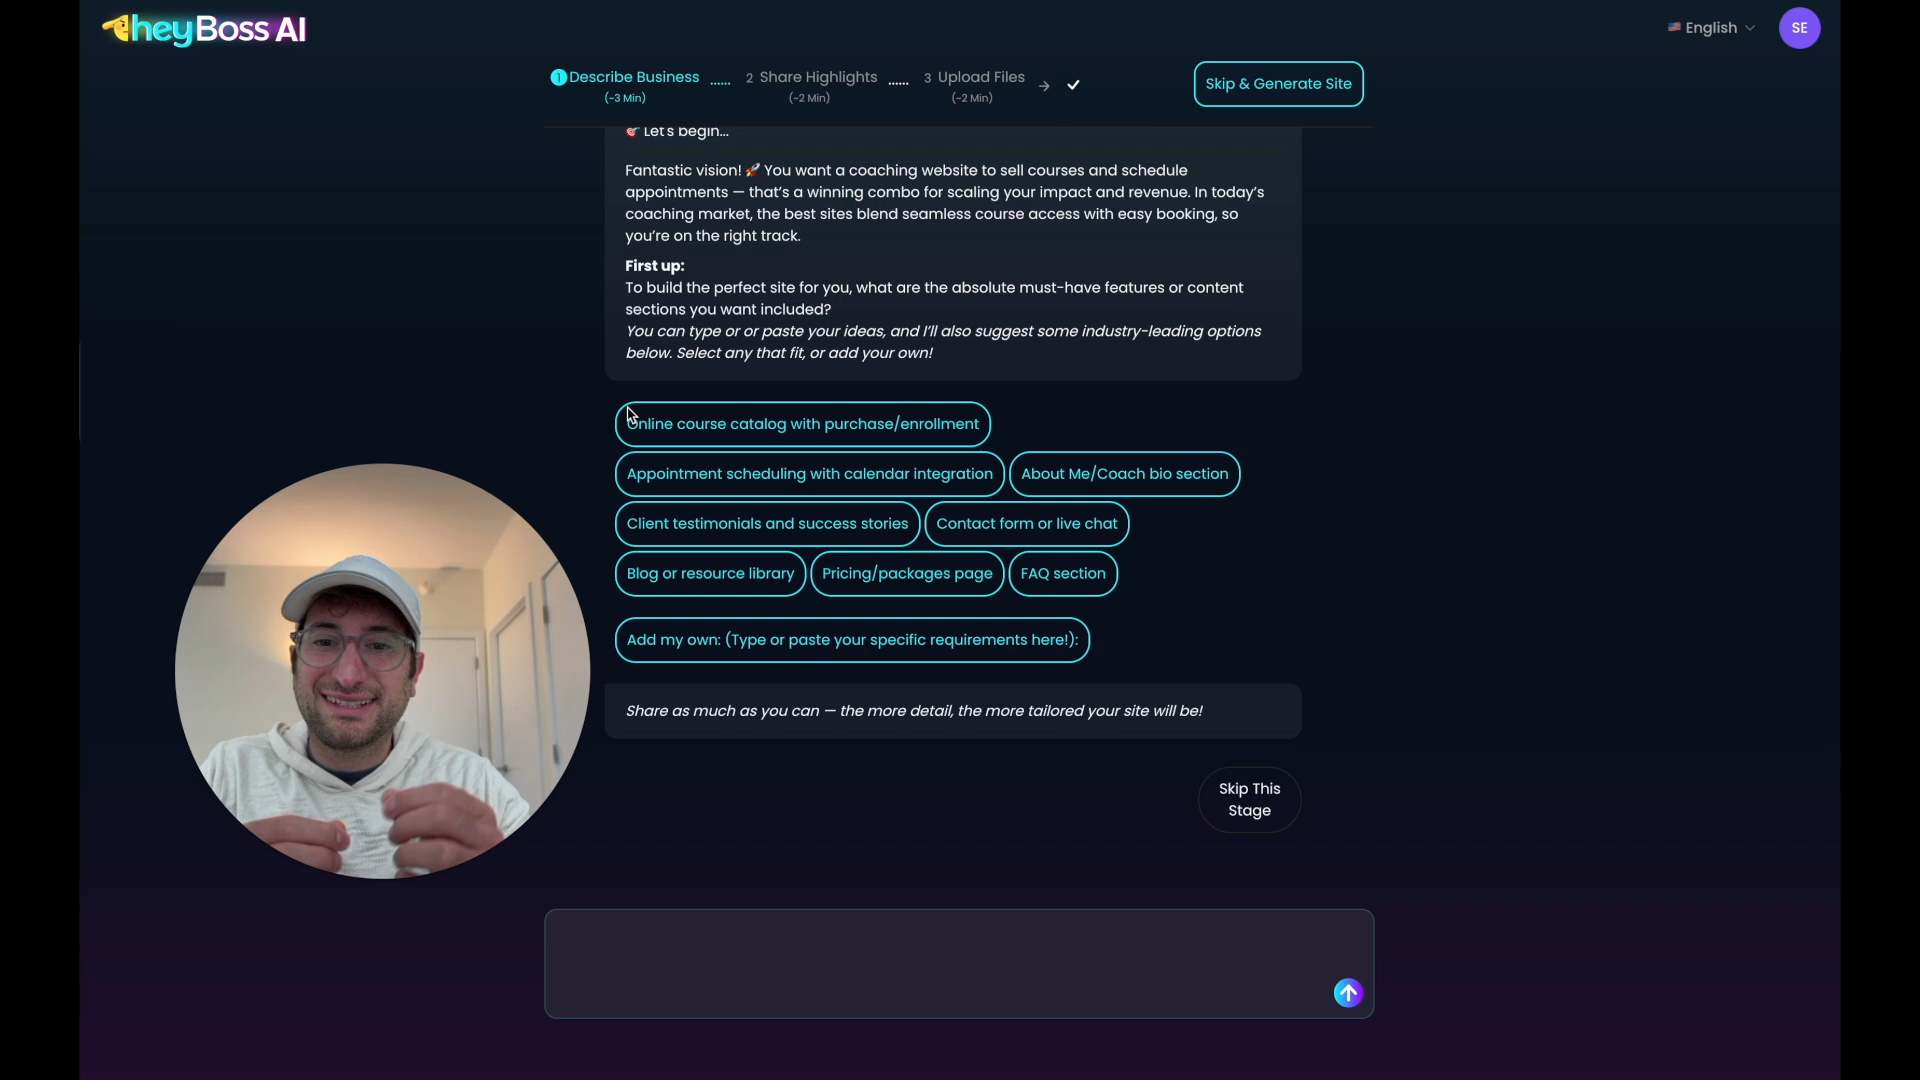 heyBoss AI
English
SE
1 Describe Business ...... 2 Share Highlights ...... 3 Upload Files
(~3 Min) (~2 Min) (~2 Min)
Skip & Generate Site
Let's begin...
Fantastic vision! 🚀 You want a coaching website to sell courses and schedule
appointments — that's a winning combo for scaling your impact and revenue. In today's
coaching market, the best sites blend seamless course access with easy booking, so
you're on the right track.
First up:
To build the perfect site for you, what are the absolute must-have features or content
sections you want included?
You can type or or paste your ideas, and I'll also suggest some industry-leading options
below. Select any that fit, or add your own!
Online course catalog with purchase/enrollment
Appointment scheduling with calendar integration About Me/Coach bio section
Client testimonials and success stories Contact form or live chat
Blog or resource library Pricing/packages page FAQ section
Add my own: (Type or paste your specific requirements here!):
Share as much as you can — the more detail, the more tailored your site will be!
Skip This
Stage